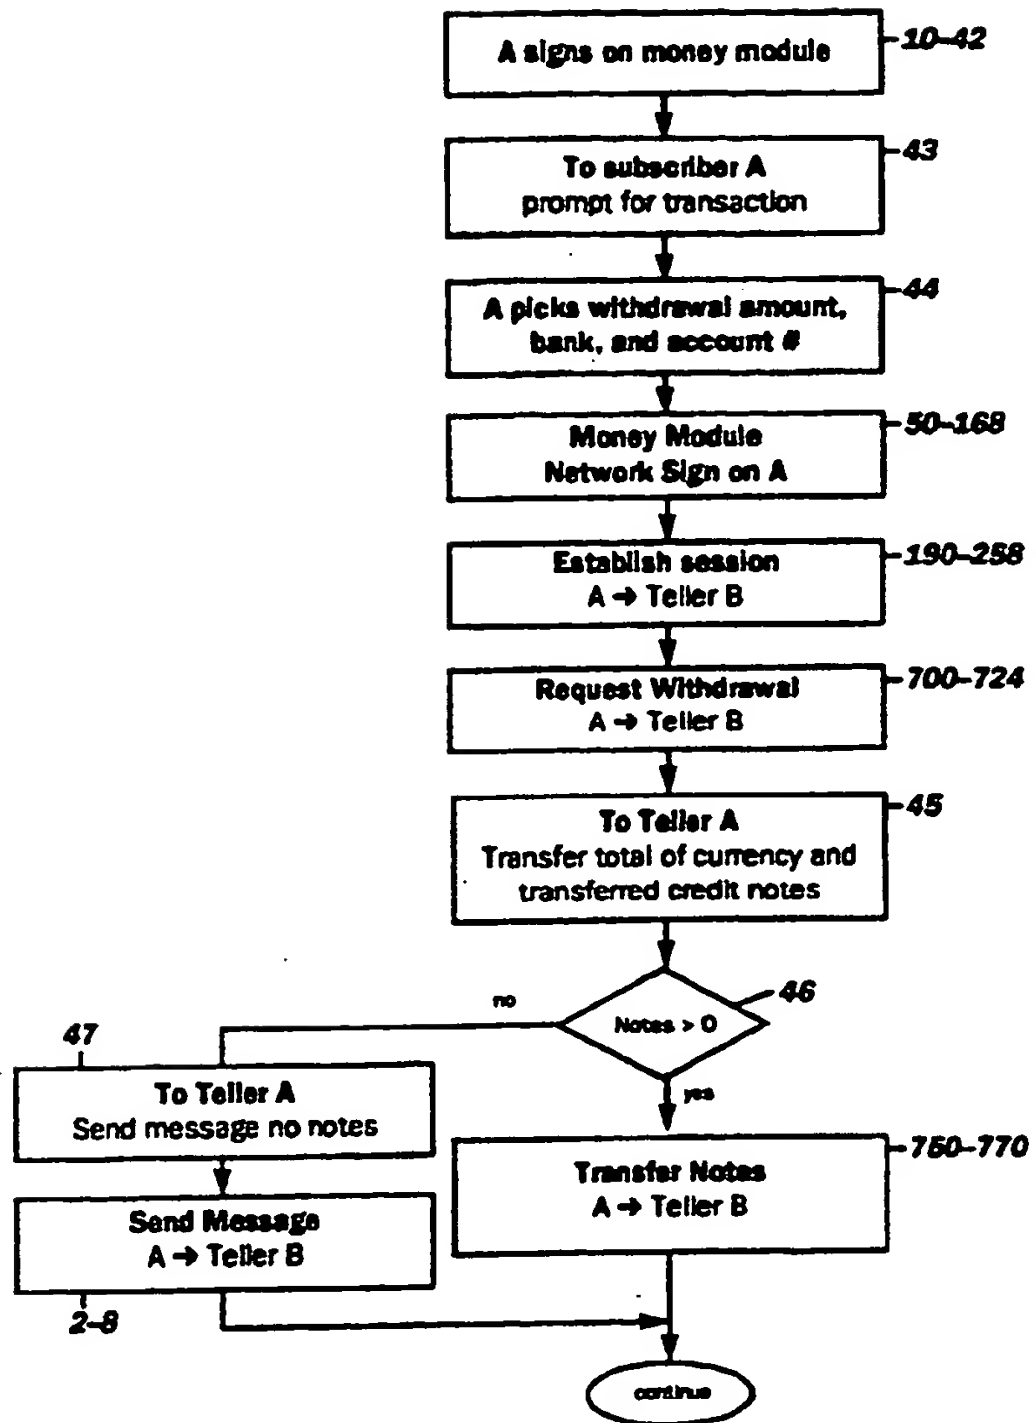 A signs on money module
10-42
To subscriber A
prompt for transaction
43
A picks withdrawal amount,
bank, and account #
44
Money Module
Network Sign on A
50-168
Establish session
A → Teller B
190-258
Request Withdrawal
A → Teller B
700-724
To Teller A
Transfer total of currency and
transferred credit notes
45
Notes > 0
46
no
yes
47
To Teller A
Send message no notes
Send Message
A → Teller B
2-8
Transfer Notes
A → Teller B
750-770
continue